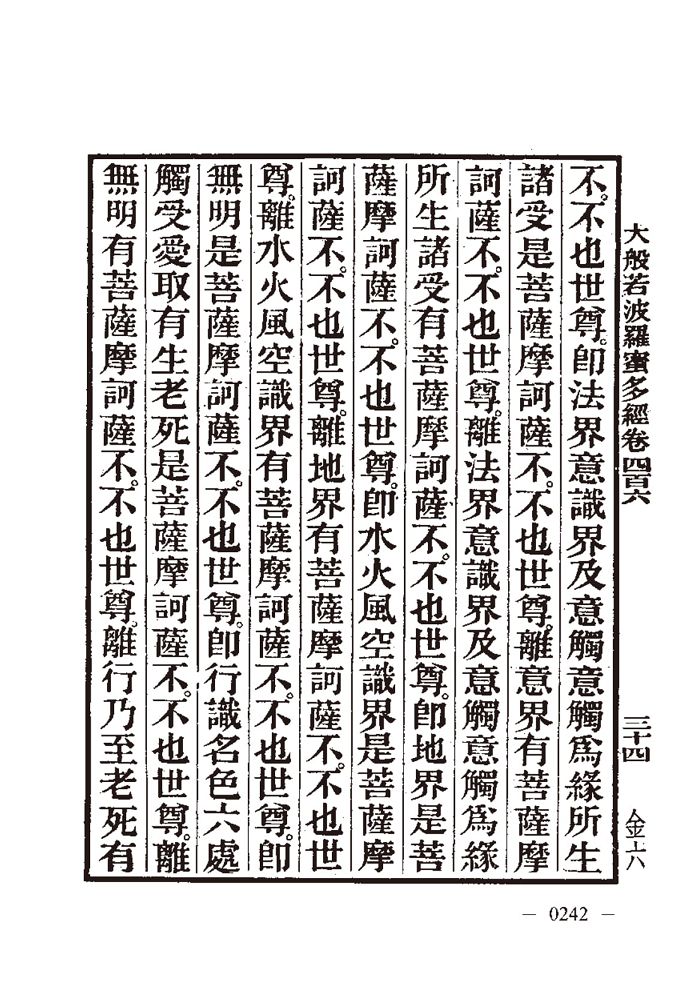 大般若波羅蜜多經卷四百六
三十四
金六
不。不也世尊。卽法界意識界及意觸意觸爲緣所生
諸受是菩薩摩訶薩不。不也世尊。離意界有菩薩摩
訶薩不。不也世尊。離法界意識界及意觸意觸爲緣
所生諸受有菩薩摩訶薩不。不也世尊。卽地界是菩
薩摩訶薩不。不也世尊。卽水火風空識界是菩薩摩
訶薩不。不也世尊。離地界有菩薩摩訶薩不。不也世
尊。離水火風空識界有菩薩摩訶薩不。不也世尊。卽
無明是菩薩摩訶薩不。不也世尊。卽行識名色六處
觸受愛取有生老死是菩薩摩訶薩不。不也世尊。離
無明有菩薩摩訶薩不。不也世尊。離行乃至老死有
— 0242 —